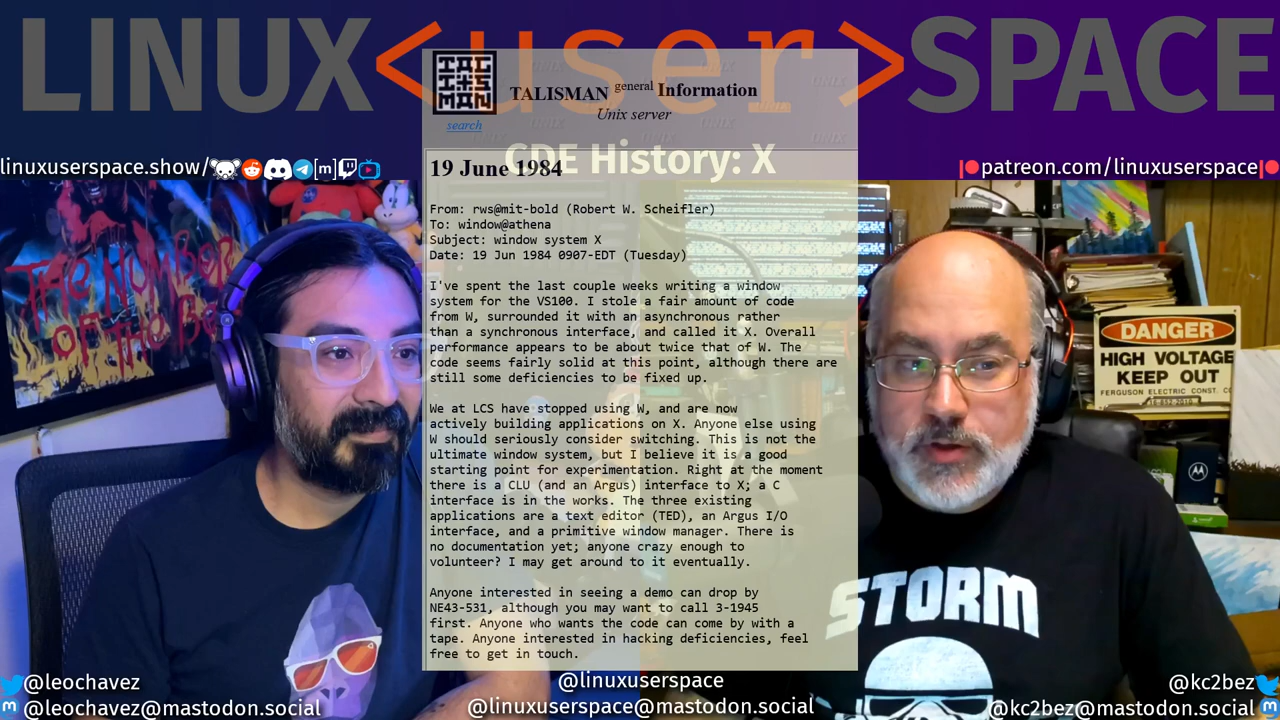 LINUX<user>SPACE
TALISMAN general Information
Unix server
search
linuxuserspace.show/
CDE History: X
patreon.com/linuxuserspace
19 June 1984
From: rws@mit-bold (Robert W. Scheifler)
To: window@athena
Subject: window system X
Date: 19 Jun 1984 0907-EDT (Tuesday)
I've spent the last couple weeks writing a window
system for the VS100. I stole a fair amount of code
from W, surrounded it with an asynchronous rather
than a synchronous interface, and called it X. Overall
performance appears to be about twice that of W. The
code seems fairly solid at this point, although there are
still some deficiencies to be fixed up.
We at LCS have stopped using W, and are now
actively building applications on X. Anyone else using
W should seriously consider switching. This is not the
ultimate window system, but I believe it is a good
starting point for experimentation. Right at the moment
there is a CLU (and an Argus) interface to X; a C
interface is in the works. The three existing
applications are a text editor (TED), an Argus I/O
interface, and a primitive window manager. There is
no documentation yet; anyone crazy enough to
volunteer? I may get around to it eventually.
Anyone interested in seeing a demo can drop by
NE43-531, although you may want to call 3-1945
first. Anyone who wants the code can come by with a
tape. Anyone interested in hacking deficiencies, feel
free to get in touch.
THE NUMBER
OF THE
DANGER
HIGH VOLTAGE
KEEP OUT
FERGUSON ELECTRIC CONST. CO
STORM
@leochavez
@leochavez@mastodon.social
@linuxuserspace
@linuxuserspace@mastodon.social
@kc2bez
@kc2bez@mastodon.social